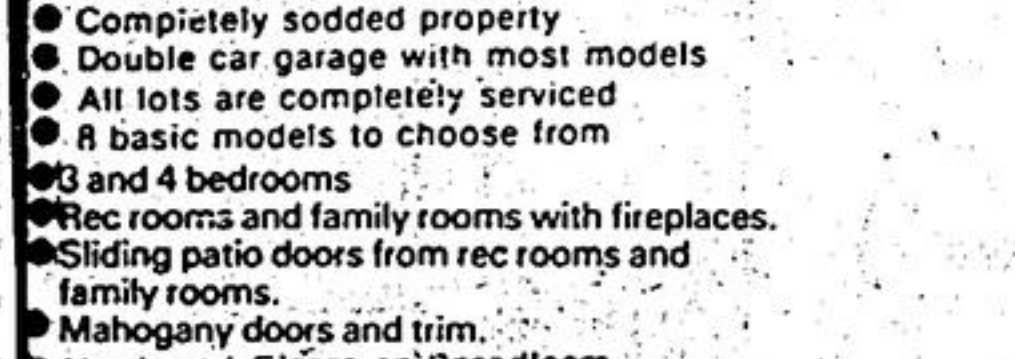 ● Completely sodded property
● Double car garage with most models
● All lots are completely serviced
● 8 basic models to choose from
● 3 and 4 bedrooms
● Rec rooms and family rooms with fireplaces.
● Sliding patio doors from rec rooms and
family rooms.
● Mahogany doors and trim.